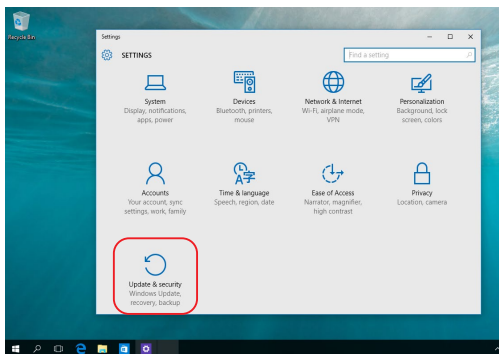 Recycle Bin
Settings
SETTINGS
Find a setting
System
Display, notifications,
apps, power
Devices
Bluetooth, printers,
mouse
Network & Internet
Wi-Fi, airplane mode,
VPN
Personalization
Background, lock
screen, colors
Accounts
Your account, sync
settings, work, family
Time & language
Speech, region, date
Ease of Access
Narrator, magnifier,
high contrast
Privacy
Location, camera
Update & security
Windows Update,
recovery, backup